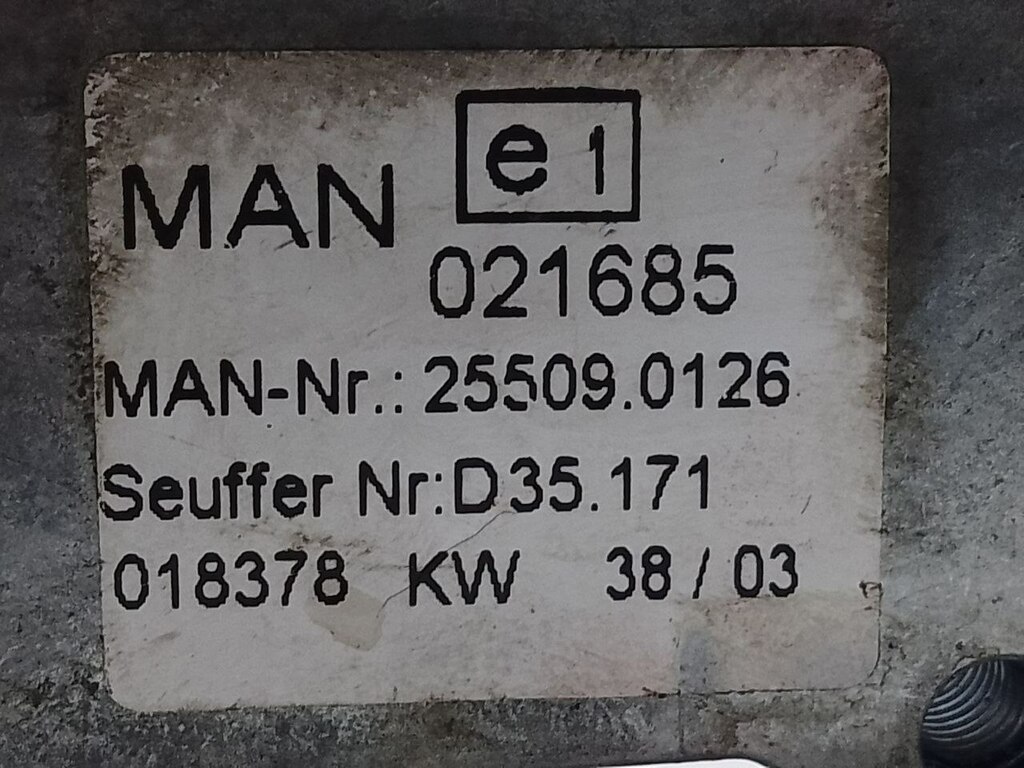 MAN e1
021685
MAN-Nr.: 25509.0126
Seuffer Nr:D35.171
018378 KW 38 / 03